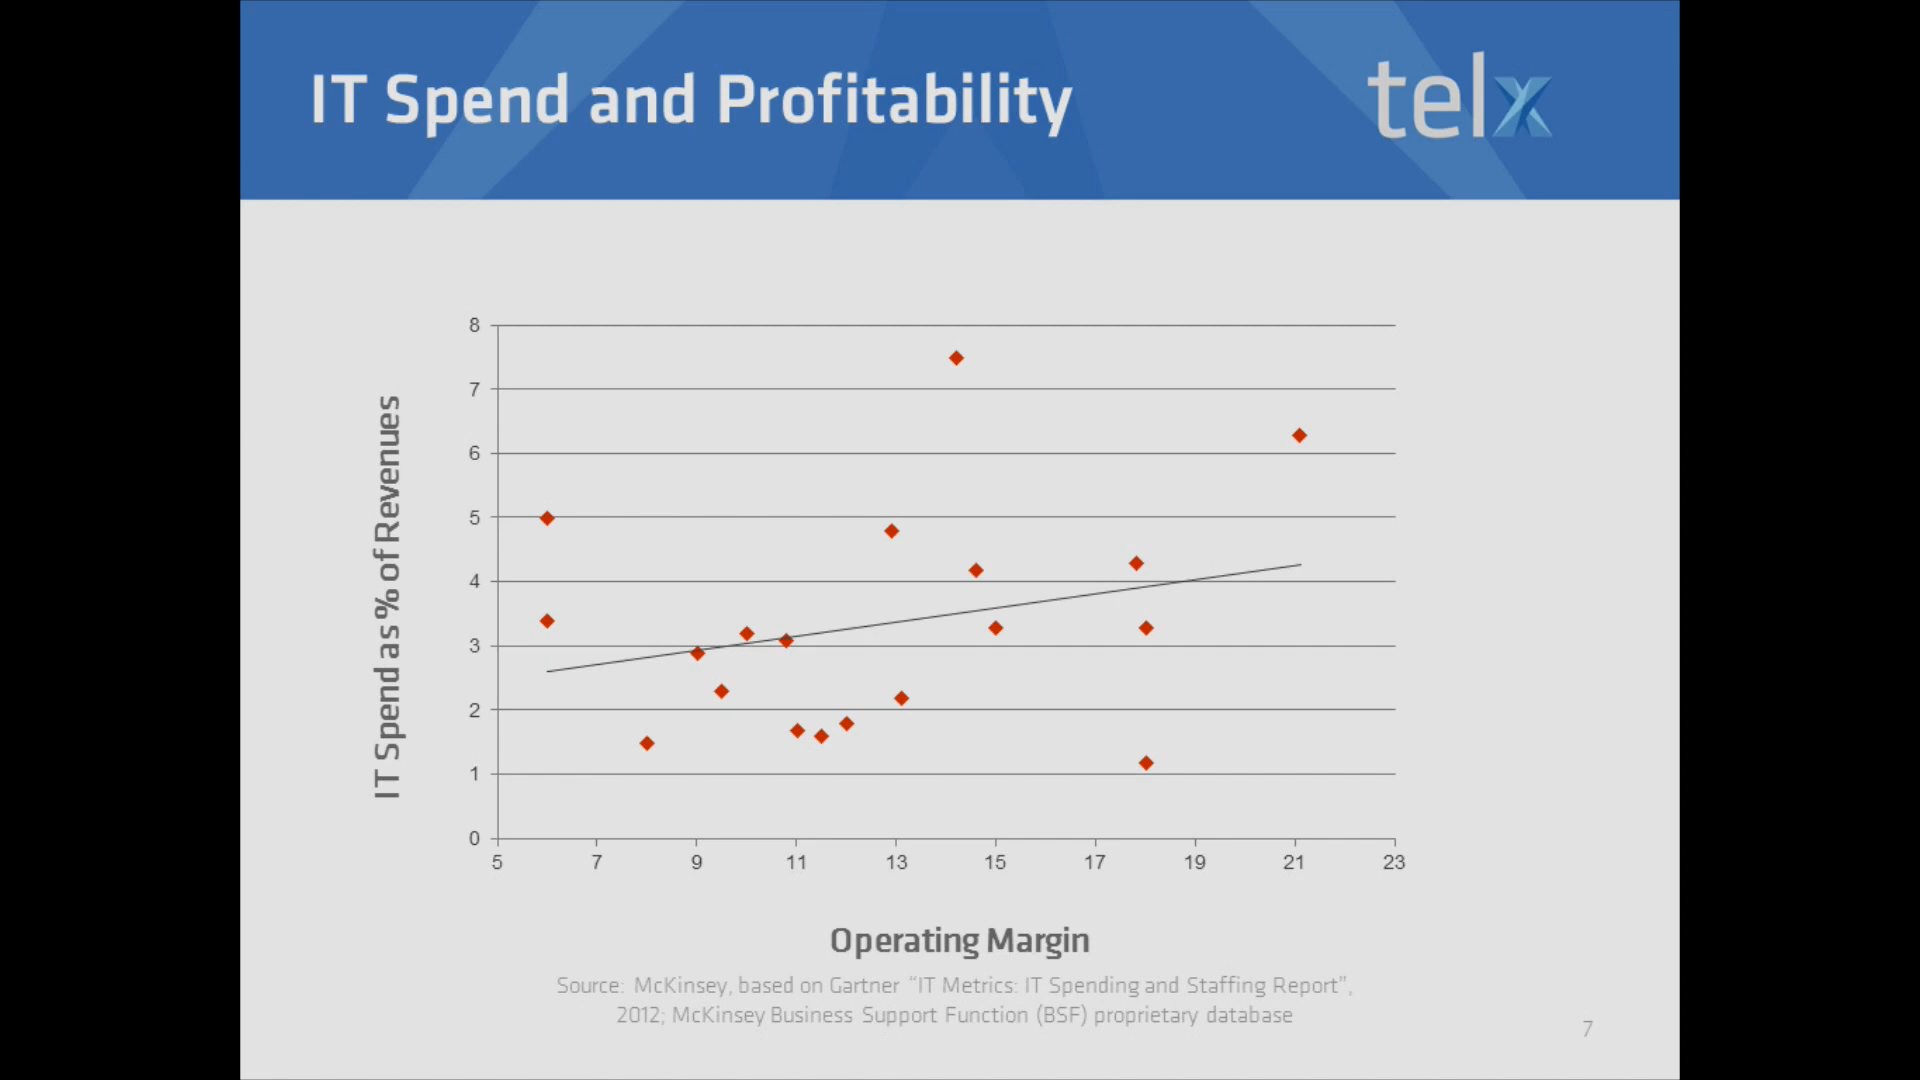 IT Spend and Profitability
telx
8
7
6
5
4
3
2
1
0
IT Spend as % of Revenues
5 7 9 11 13 15 17 19 21 23
Operating Margin
Source: McKinsey, based on Gartner “IT Metrics: IT Spending and Staffing Report”,
2012; McKinsey Business Support Function (BSF) proprietary database
7